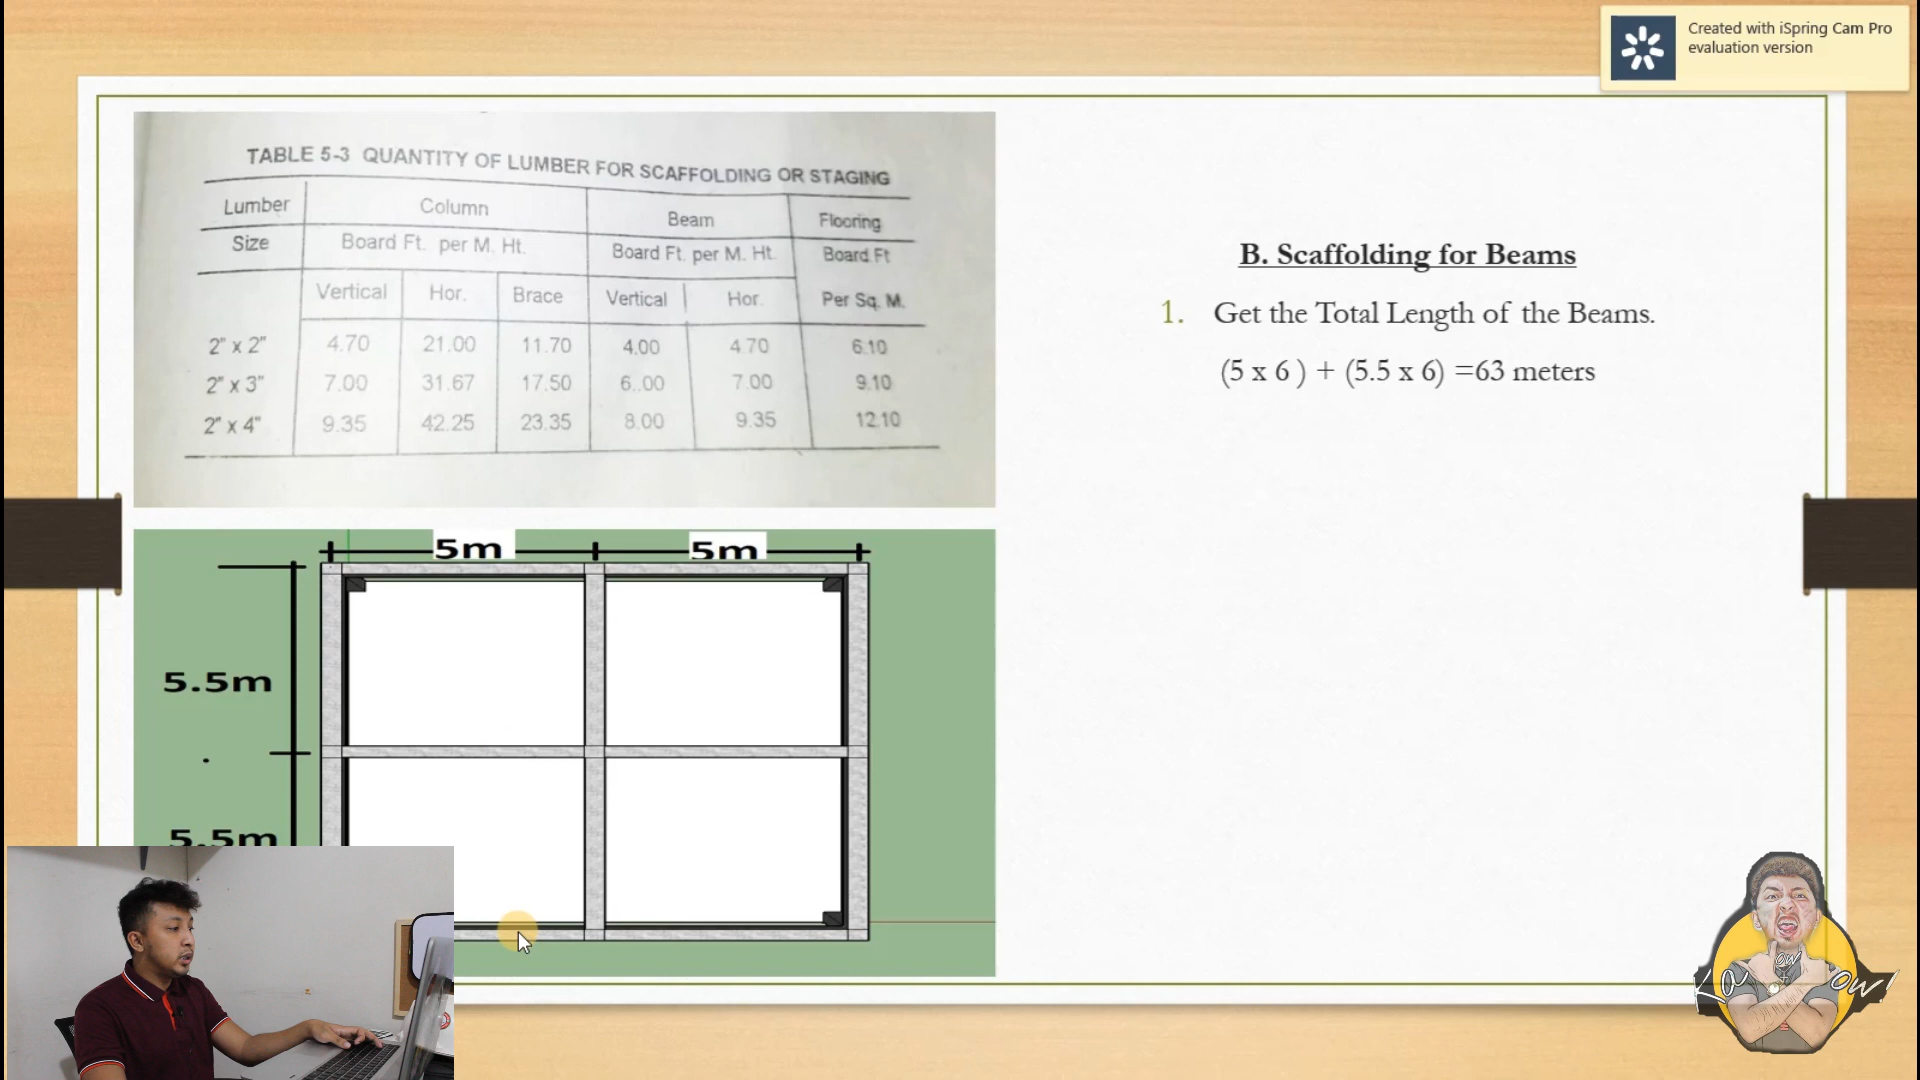 Created with iSpring Cam Pro
evaluation version
TABLE 5-3 QUANTITY OF LUMBER FOR SCAFFOLDING OR STAGING
Lumber Column Beam Flooring
Size Board Ft. per M. Ht. Board Ft. per M. Ht. Board Ft
Vertical Hor. Brace Vertical Hor. Per Sq. M.
2" x 2" 4.70 21.00 11.70 4.00 4.70 6.10
2" x 3" 7.00 31.67 17.50 6..00 7.00 9.10
2" x 4" 9.35 42.25 23.35 8.00 9.35 12.10
5m 5m
5.5m
5.5m
B. Scaffolding for Beams
1. Get the Total Length of the Beams.
(5 x 6 ) + (5.5 x 6) =63 meters